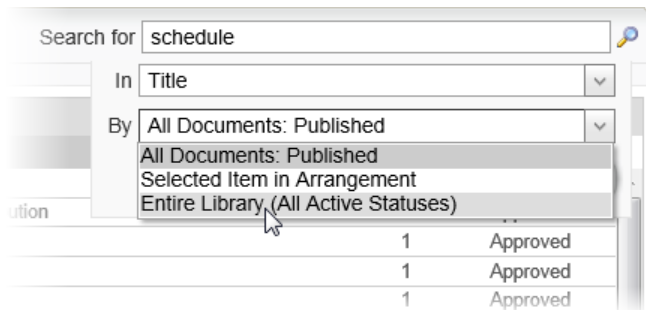 Search for schedule
In Title
By All Documents: Published
All Documents: Published
Selected Item in Arrangement
Entire Library (All Active Statuses)
ution
1 Approved
1 Approved
1 Approved